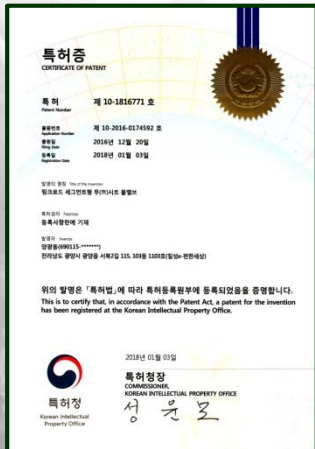 특허증
CERTIFICATE OF PATENT
특 허 제 10-1816771 호
Patent Number
출원번호 제 10-2016-0174592 호
Application Number
출원일 2016년 12월 20일
Filing Date
등록일 2018년 01월 03일
Registration Date
발명의 명칭 Title of the Invention
링크로드 세그먼트형 무(無)시트 볼밸브
특허권자 Patentee
등록사항란에 기재
발명자 Inventor
양광용(690115-*******)
전라남도 광양시 광양읍 서북2길 115, 103동 1103호(칠성e-편한세상)
위의 발명은 「특허법」에 따라 특허등록원부에 등록되었음을 증명합니다.
This is to certify that, in accordance with the Patent Act, a patent for the invention
has been registered at the Korean Intellectual Property Office.
2018년 01월 03일
특허청장
COMMISSIONER,
KOREAN INTELLECTUAL PROPERTY OFFICE
성 윤 모
특허청
Korean Intellectual
Property Office